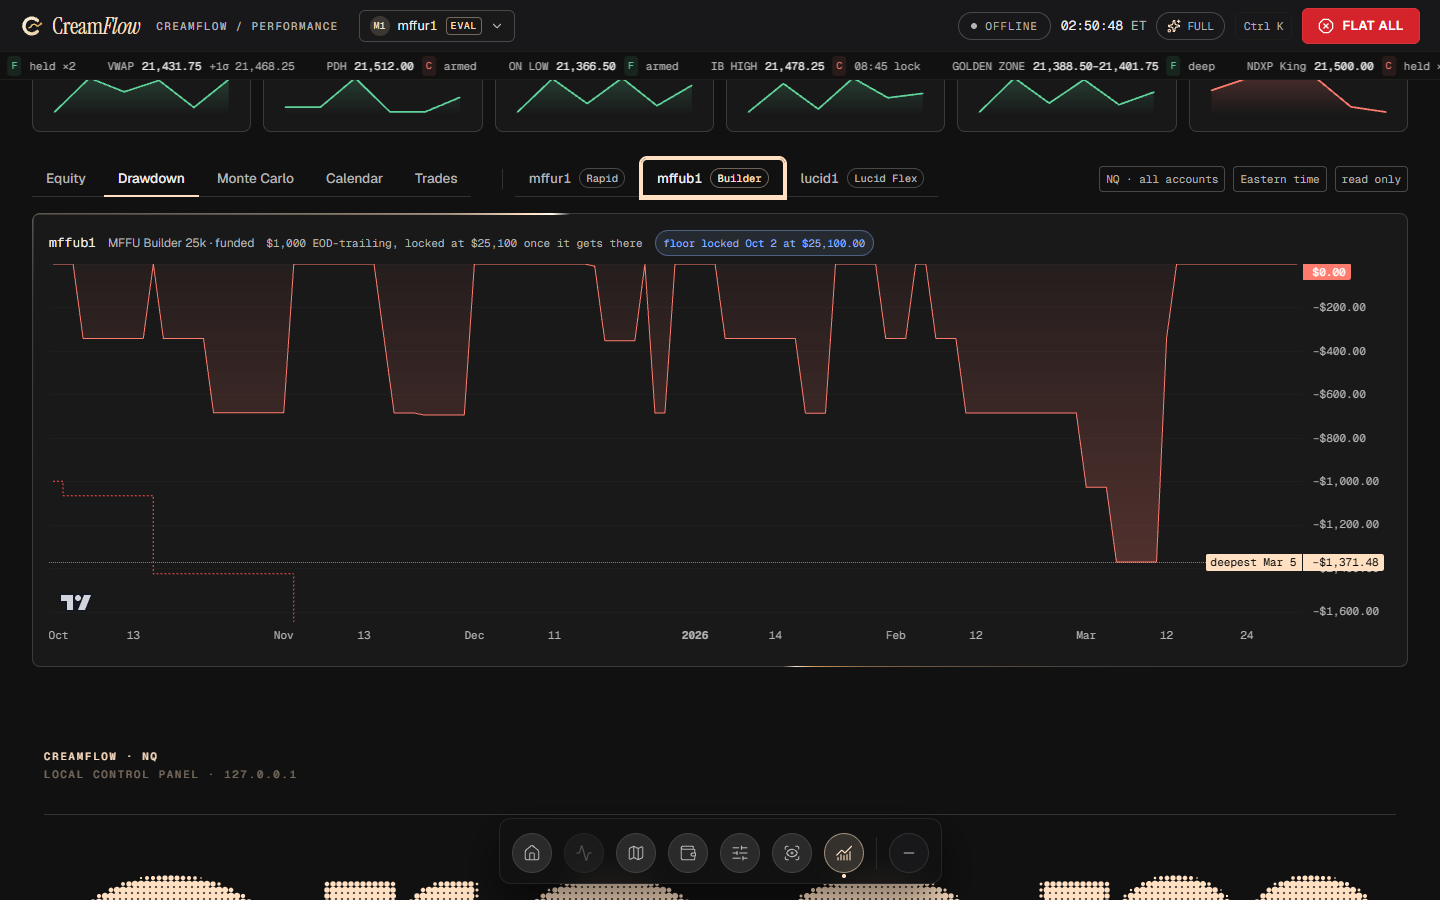 CreamFlow CREAMFLOW / PERFORMANCE M1 mffur1 EVAL OFFLINE 02:50:48 ET FULL Ctrl K FLAT ALL
F held ×2 VWAP 21,431.75 +1σ 21,468.25 PDH 21,512.00 C armed ON LOW 21,366.50 F armed IB HIGH 21,478.25 C 08:45 lock GOLDEN ZONE 21,388.50–21,401.75 F deep NDXP King 21,500.00 C held ×
Equity Drawdown Monte Carlo Calendar Trades mffur1 Rapid mffub1 Builder lucid1 Lucid Flex NQ · all accounts Eastern time read only
mffub1 MFFU Builder 25k · funded $1,000 EOD-trailing, locked at $25,100 once it gets there floor locked Oct 2 at $25,100.00
$0.00
−$200.00
−$400.00
−$600.00
−$800.00
−$1,000.00
−$1,200.00
deepest Mar 5 −$1,371.48
−$1,600.00
Oct 13 Nov 13 Dec 11 2026 14 Feb 12 Mar 12 24
CREAMFLOW · NQ
LOCAL CONTROL PANEL · 127.0.0.1